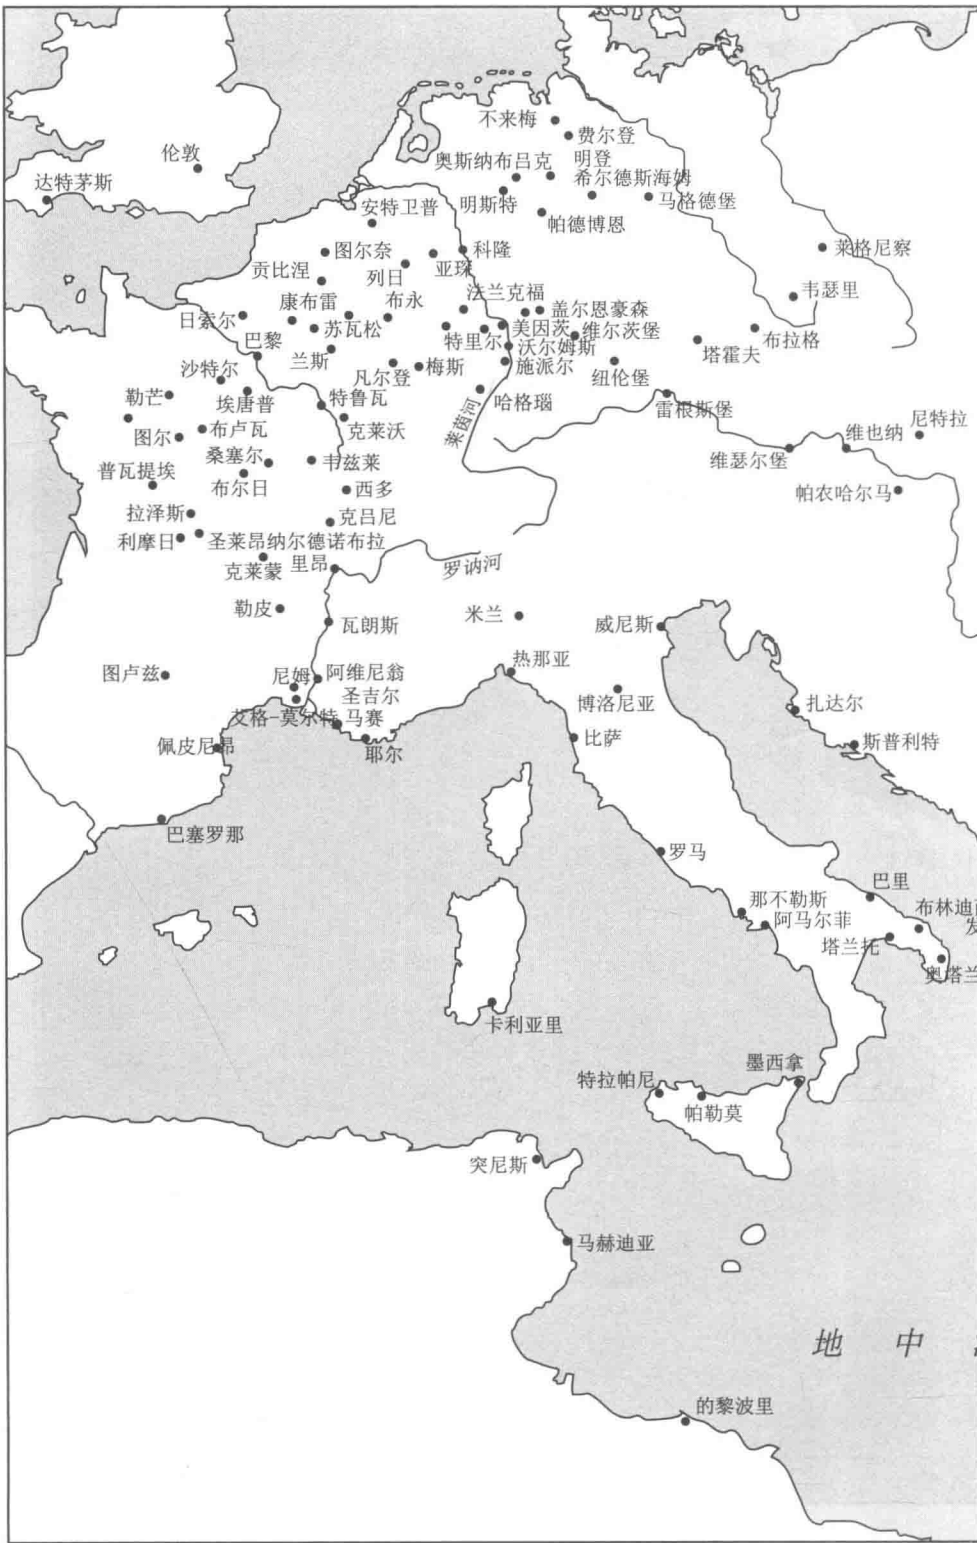 不来梅
费尔登
伦敦
奥斯纳布吕克
明登
达特茅斯
希尔德斯海姆
明斯特
马格德堡
安特卫普
帕德博恩
图尔奈
科隆
莱格尼察
贡比涅
列日
亚琛
韦瑟里
康布雷
布永
法兰克福
盖尔恩豪森
日索尔
苏瓦松
特里尔
美因茨
维尔茨堡
布拉格
巴黎
兰斯
沃尔姆斯
塔霍夫
沙特尔
凡尔登
梅斯
施派尔
纽伦堡
勒芒
埃唐普
特鲁瓦
哈格瑙
雷根斯堡
图尔
布卢瓦
克莱沃
莱茵河
尼特拉
桑塞尔
韦兹莱
维瑟尔堡
维也纳
普瓦提埃
布尔日
西多
帕农哈尔马
拉泽斯
克吕尼
利摩日
圣莱昂纳尔德诺布拉
克莱蒙
里昂
罗讷河
勒皮
瓦朗斯
米兰
威尼斯
图卢兹
尼姆
阿维尼翁
热那亚
圣吉尔
博洛尼亚
扎达尔
艾格-莫尔特
马赛
佩皮尼昂
耶尔
比萨
斯普利特
巴塞罗那
罗马
巴里
那不勒斯
布林迪
阿马尔菲
发
塔兰托
奥塔兰
卡利亚里
墨西拿
特拉帕尼
帕勒莫
突尼斯
马赫迪亚
地 中
的黎波里